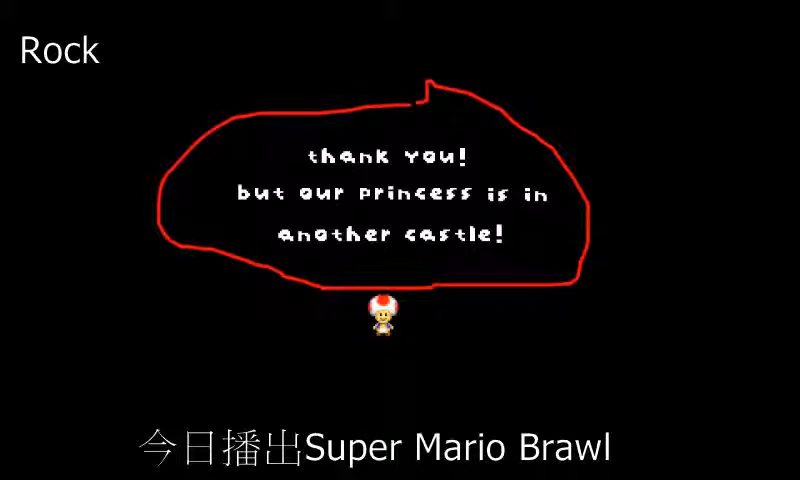 Rock
thank you!
but our princess is in
another castle!
今日播出Super Mario Brawl